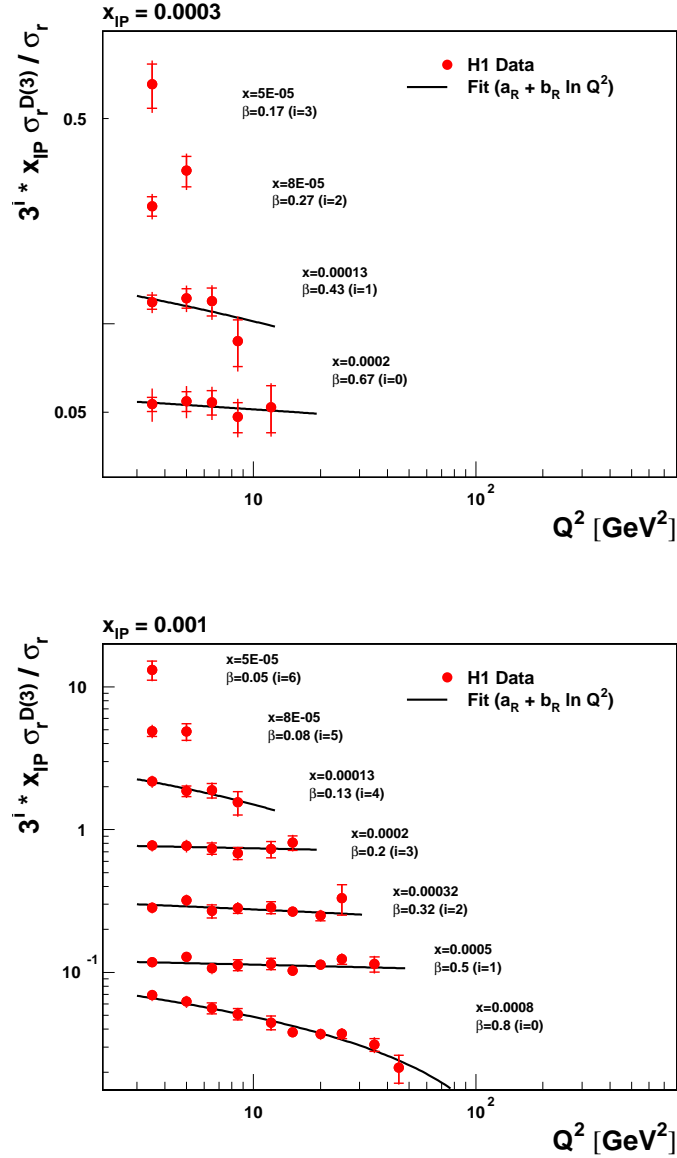 x_IP = 0.0003
3^i * x_IP σ_r^D(3) / σ_r
H1 Data
Fit (a_R + b_R ln Q^2)
x=5E-05
β=0.17 (i=3)
0.5
x=8E-05
β=0.27 (i=2)
x=0.00013
β=0.43 (i=1)
x=0.0002
β=0.67 (i=0)
0.05
10
10^2
Q^2 [GeV^2]
x_IP = 0.001
3^i * x_IP σ_r^D(3) / σ_r
H1 Data
Fit (a_R + b_R ln Q^2)
x=5E-05
β=0.05 (i=6)
10
x=8E-05
β=0.08 (i=5)
x=0.00013
β=0.13 (i=4)
1
x=0.0002
β=0.2 (i=3)
x=0.00032
β=0.32 (i=2)
x=0.0005
β=0.5 (i=1)
10^-1
x=0.0008
β=0.8 (i=0)
10
10^2
Q^2 [GeV^2]